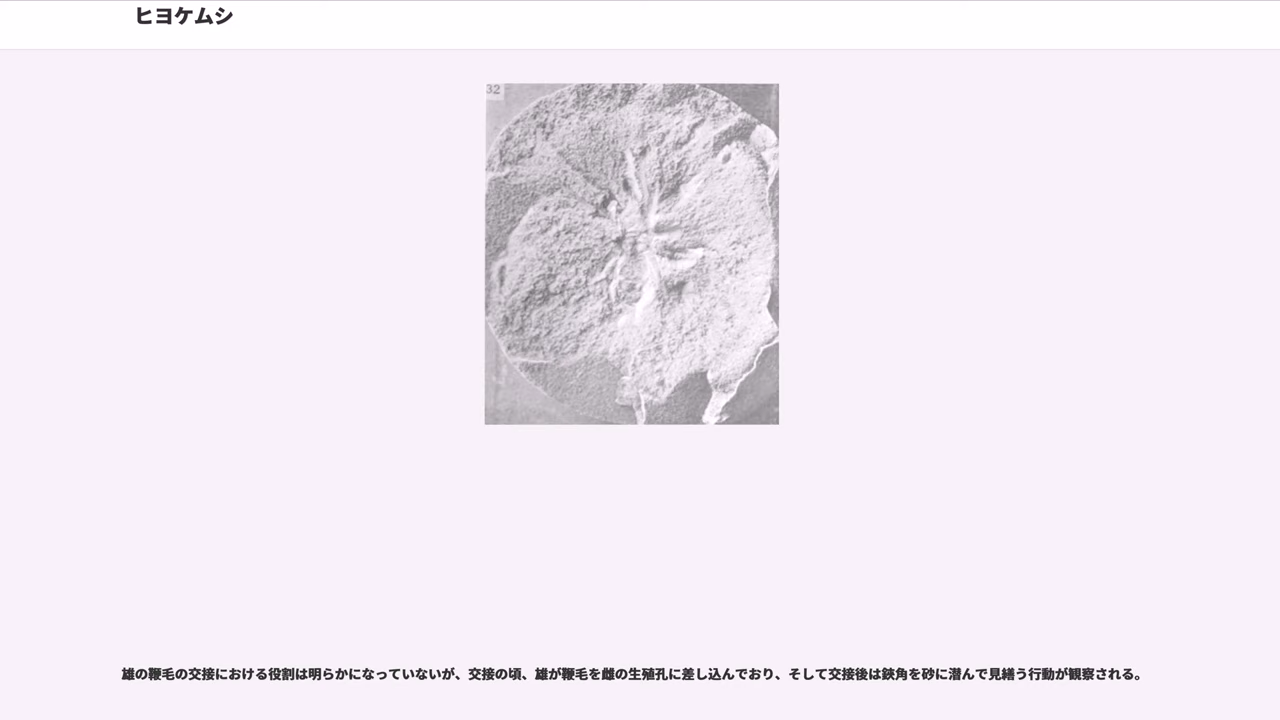 ヒヨケムシ
32
雄の鞭毛の交接における役割は明らかになっていないが、交接の頃、雄が鞭毛を雌の生殖孔に差し込んでおり、そして交接後は鋏角を砂に潜んで見繕う行動が観察される。